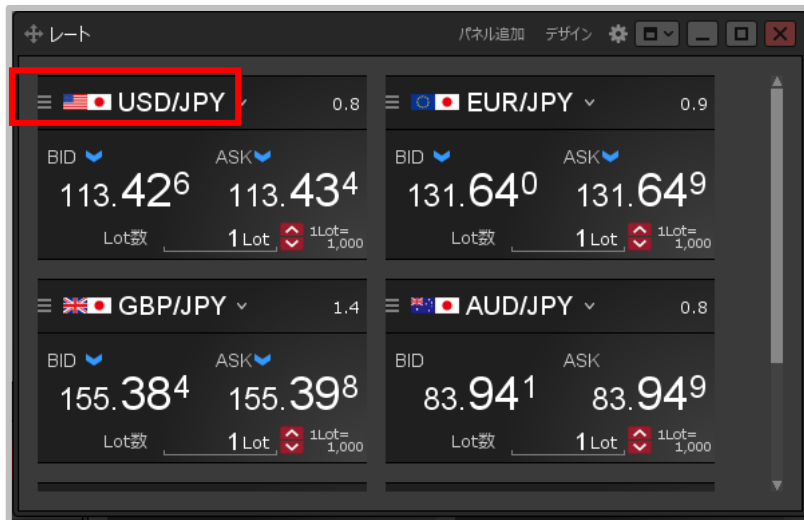 レート パネル追加 デザイン
USD/JPY 0.8 EUR/JPY 0.9
BID ASK BID ASK
113.426 113.434 131.640 131.649
Lot数 1 Lot 1Lot=1,000 Lot数 1 Lot 1Lot=1,000
GBP/JPY 1.4 AUD/JPY 0.8
BID ASK BID ASK
155.384 155.398 83.941 83.949
Lot数 1 Lot 1Lot=1,000 Lot数 1 Lot 1Lot=1,000